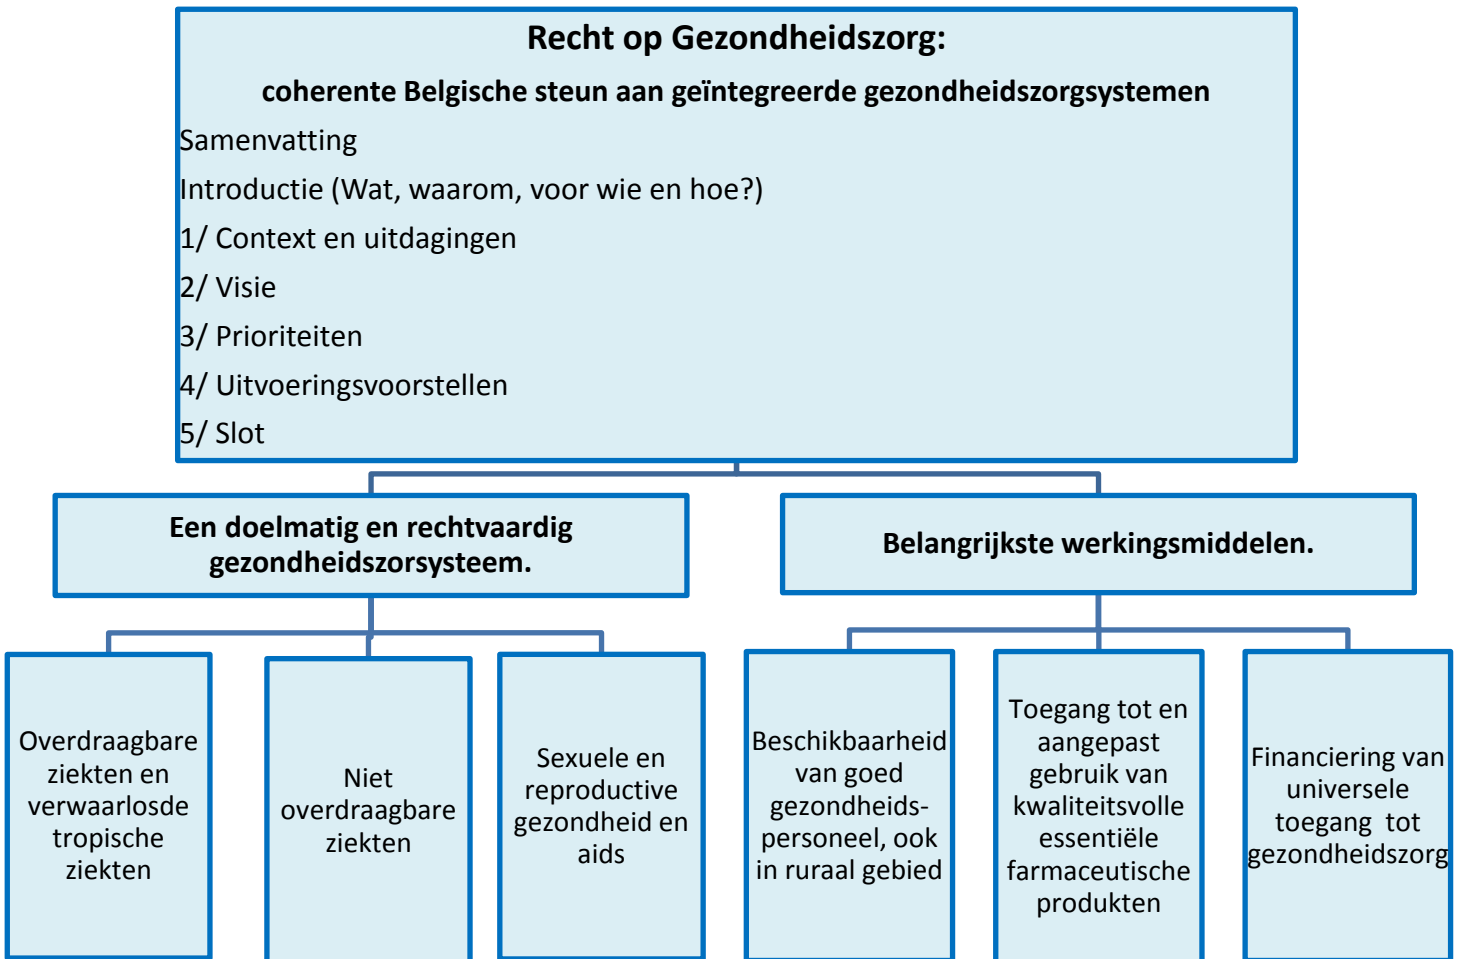 Recht op Gezondheidszorg:
coherente Belgische steun aan geïntegreerde gezondheidszorgsystemen
Samenvatting
Introductie (Wat, waarom, voor wie en hoe?)
1/ Context en uitdagingen
2/ Visie
3/ Prioriteiten
4/ Uitvoeringsvoorstellen
5/ Slot
Een doelmatig en rechtvaardig
gezondheidszorsysteem.
Belangrijkste werkingsmiddelen.
Overdraagbare
ziekten en
verwaarlosde
tropische
ziekten
Niet
overdraagbare
ziekten
Sexuele en
reproductive
gezondheid en
aids
Beschikbaarheid
van goed
gezondheids-
personeel, ook
in ruraal gebied
Toegang tot en
aangepast
gebruik van
kwaliteitsvolle
essentiële
farmaceutische
produkten
Financiering van
universele
toegang tot
gezondheidszorg